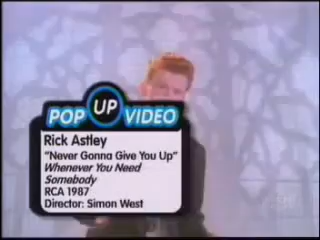 POP UP VIDEO
Rick Astley
"Never Gonna Give You Up"
Whenever You Need
Somebody
RCA 1987
Director: Simon West